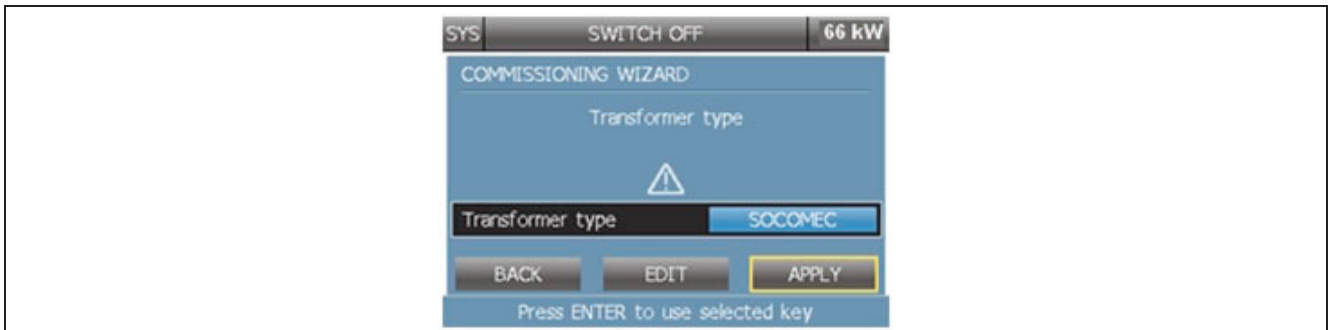 SYS SWITCH OFF 66 kW
COMMISSIONING WIZARD
Transformer type
Transformer type SOCOMEC
BACK EDIT APPLY
Press ENTER to use selected key